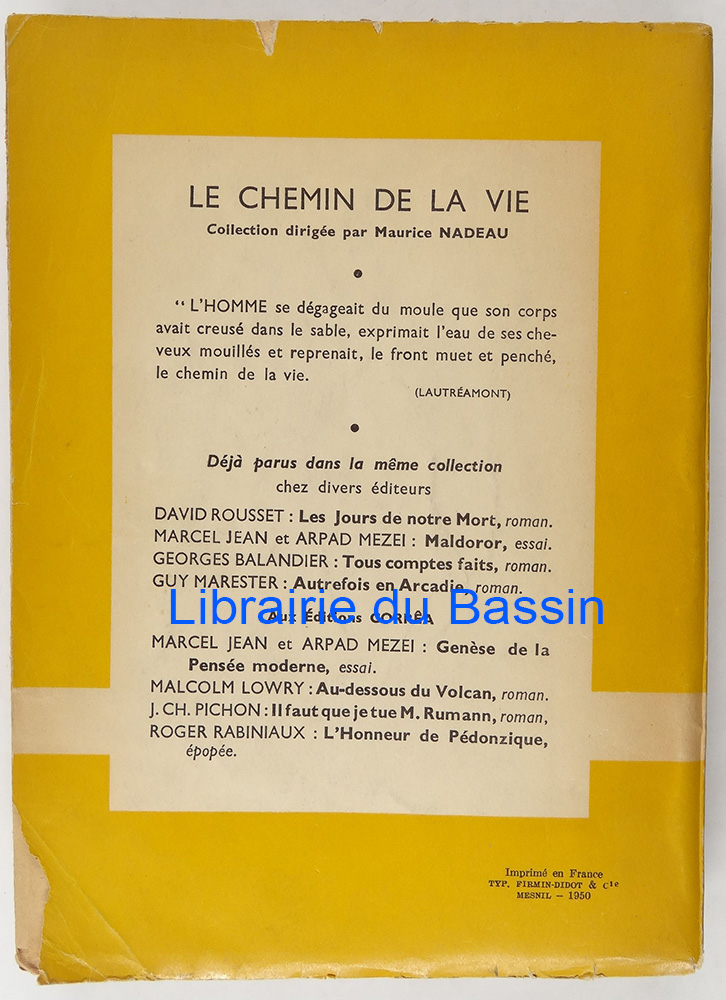 LE CHEMIN DE LA VIE
Collection dirigée par Maurice NADEAU
“ L'HOMME se dégageait du moule que son corps
avait creusé dans le sable, exprimait l'eau de ses che-
veux mouillés et reprenait, le front muet et penché,
le chemin de la vie.
(LAUTRÉAMONT)
Déjà parus dans la même collection
chez divers éditeurs
DAVID ROUSSET : Les Jours de notre Mort, roman.
MARCEL JEAN et ARPAD MEZEI : Maldoror, essai.
GEORGES BALANDIER : Tous comptes faits, roman.
GUY MARESTER : Autrefois en Arcadie, roman.
Librairie du Bassin
Aux Éditions CORRÊA
MARCEL JEAN et ARPAD MEZEI : Genèse de la
Pensée moderne, essai.
MALCOLM LOWRY : Au-dessous du Volcan, roman.
J. CH. PICHON : Il faut que je tue M. Rumann, roman,
ROGER RABINIAUX : L'Honneur de Pédonzique,
épopée.
Imprimé en France
TYP. FIRMIN-DIDOT & Cie
MESNIL — 1950